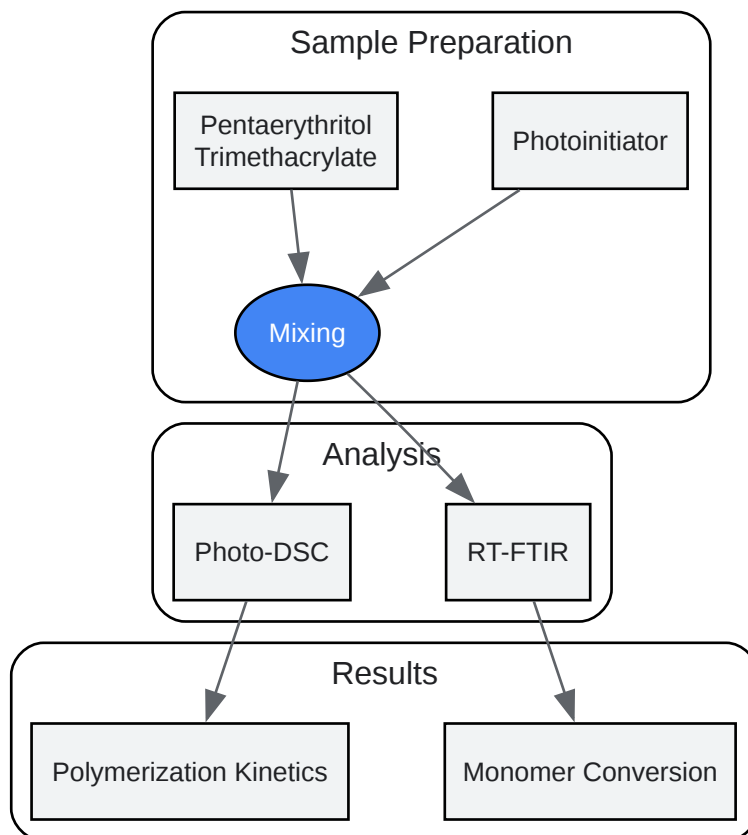 Sample Preparation
Pentaerythritol
Trimethacrylate
Photoinitiator
Mixing
Analysis
Photo-DSC
RT-FTIR
Results
Polymerization Kinetics
Monomer Conversion